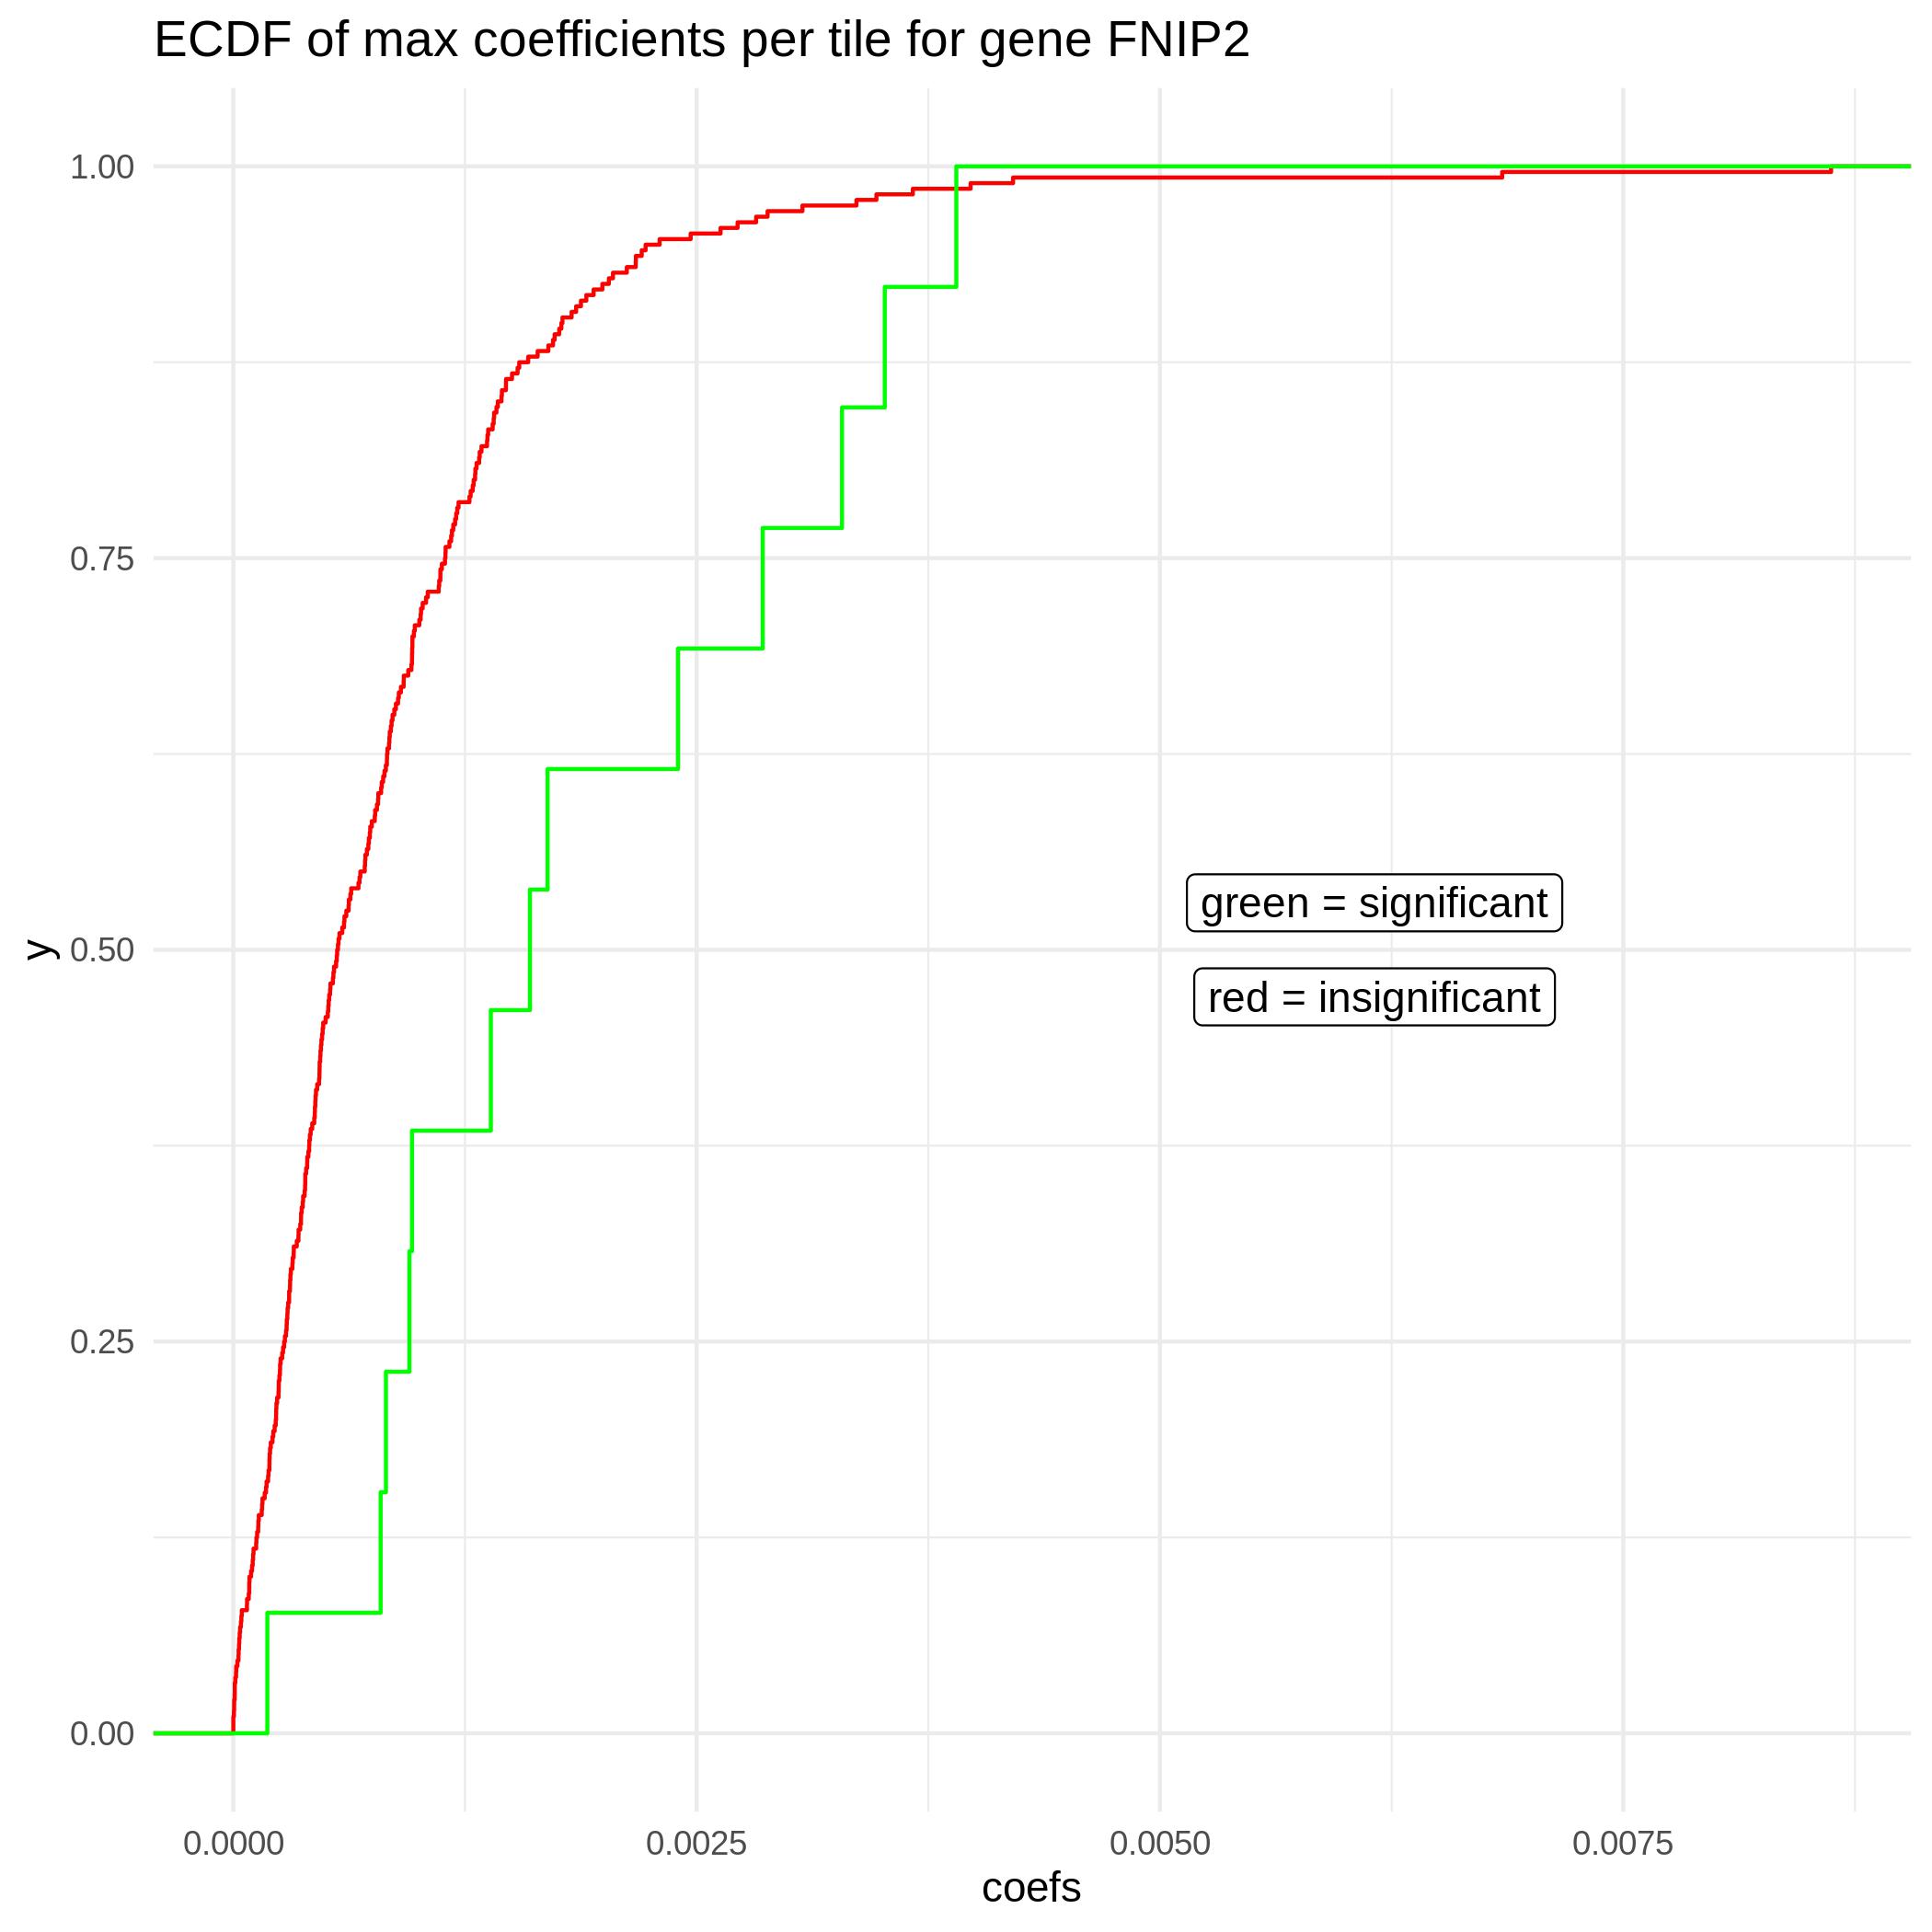 ECDF of max coefficients per tile for gene FNIP2
1.00
0.75
0.50
0.25
0.00
y
green = significant
red = insignificant
0.0000 0.0025 0.0050 0.0075
coefs